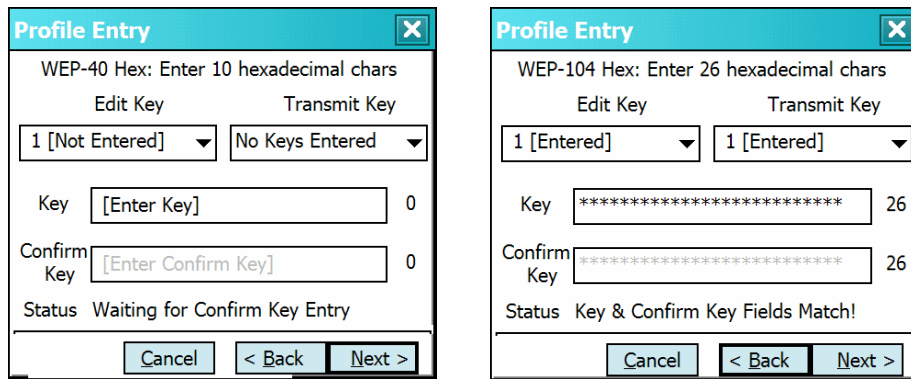 Profile Entry
WEP-40 Hex: Enter 10 hexadecimal chars
Edit Key Transmit Key
1 [Not Entered] No Keys Entered
Key [Enter Key] 0
Confirm
Key [Enter Confirm Key] 0
Status Waiting for Confirm Key Entry
Cancel < Back Next >
Profile Entry
WEP-104 Hex: Enter 26 hexadecimal chars
Edit Key Transmit Key
1 [Entered] 1 [Entered]
Key ************************** 26
Confirm
Key ************************** 26
Status Key & Confirm Key Fields Match!
Cancel < Back Next >